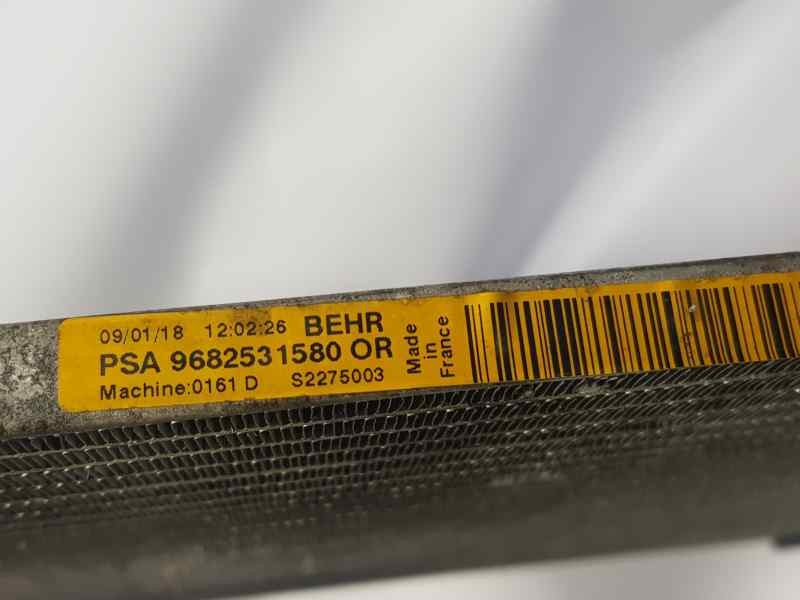 09/01/18 12:02:26 BEHR
PSA 9682531580 OR
Machine:0161 D S2275003
Made
in
France